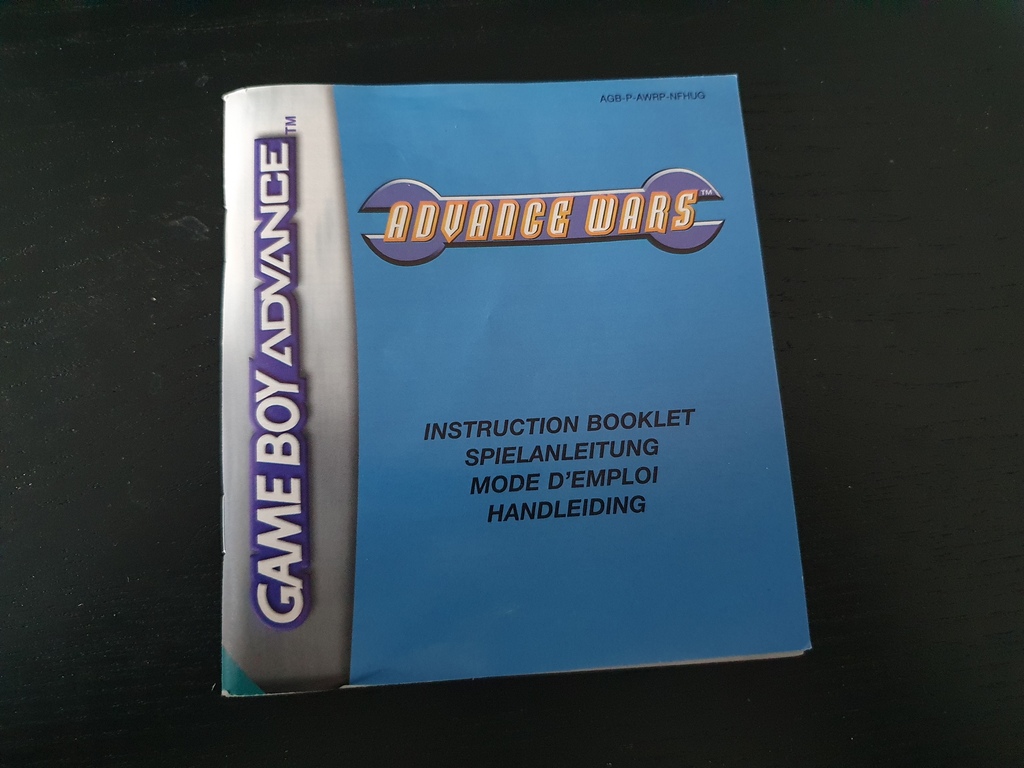 AGB-P-AWRP-NFHUG
GAME BOY ADVANCE™
ADVANCE WARS™
INSTRUCTION BOOKLET
SPIELANLEITUNG
MODE D'EMPLOI
HANDLEIDING